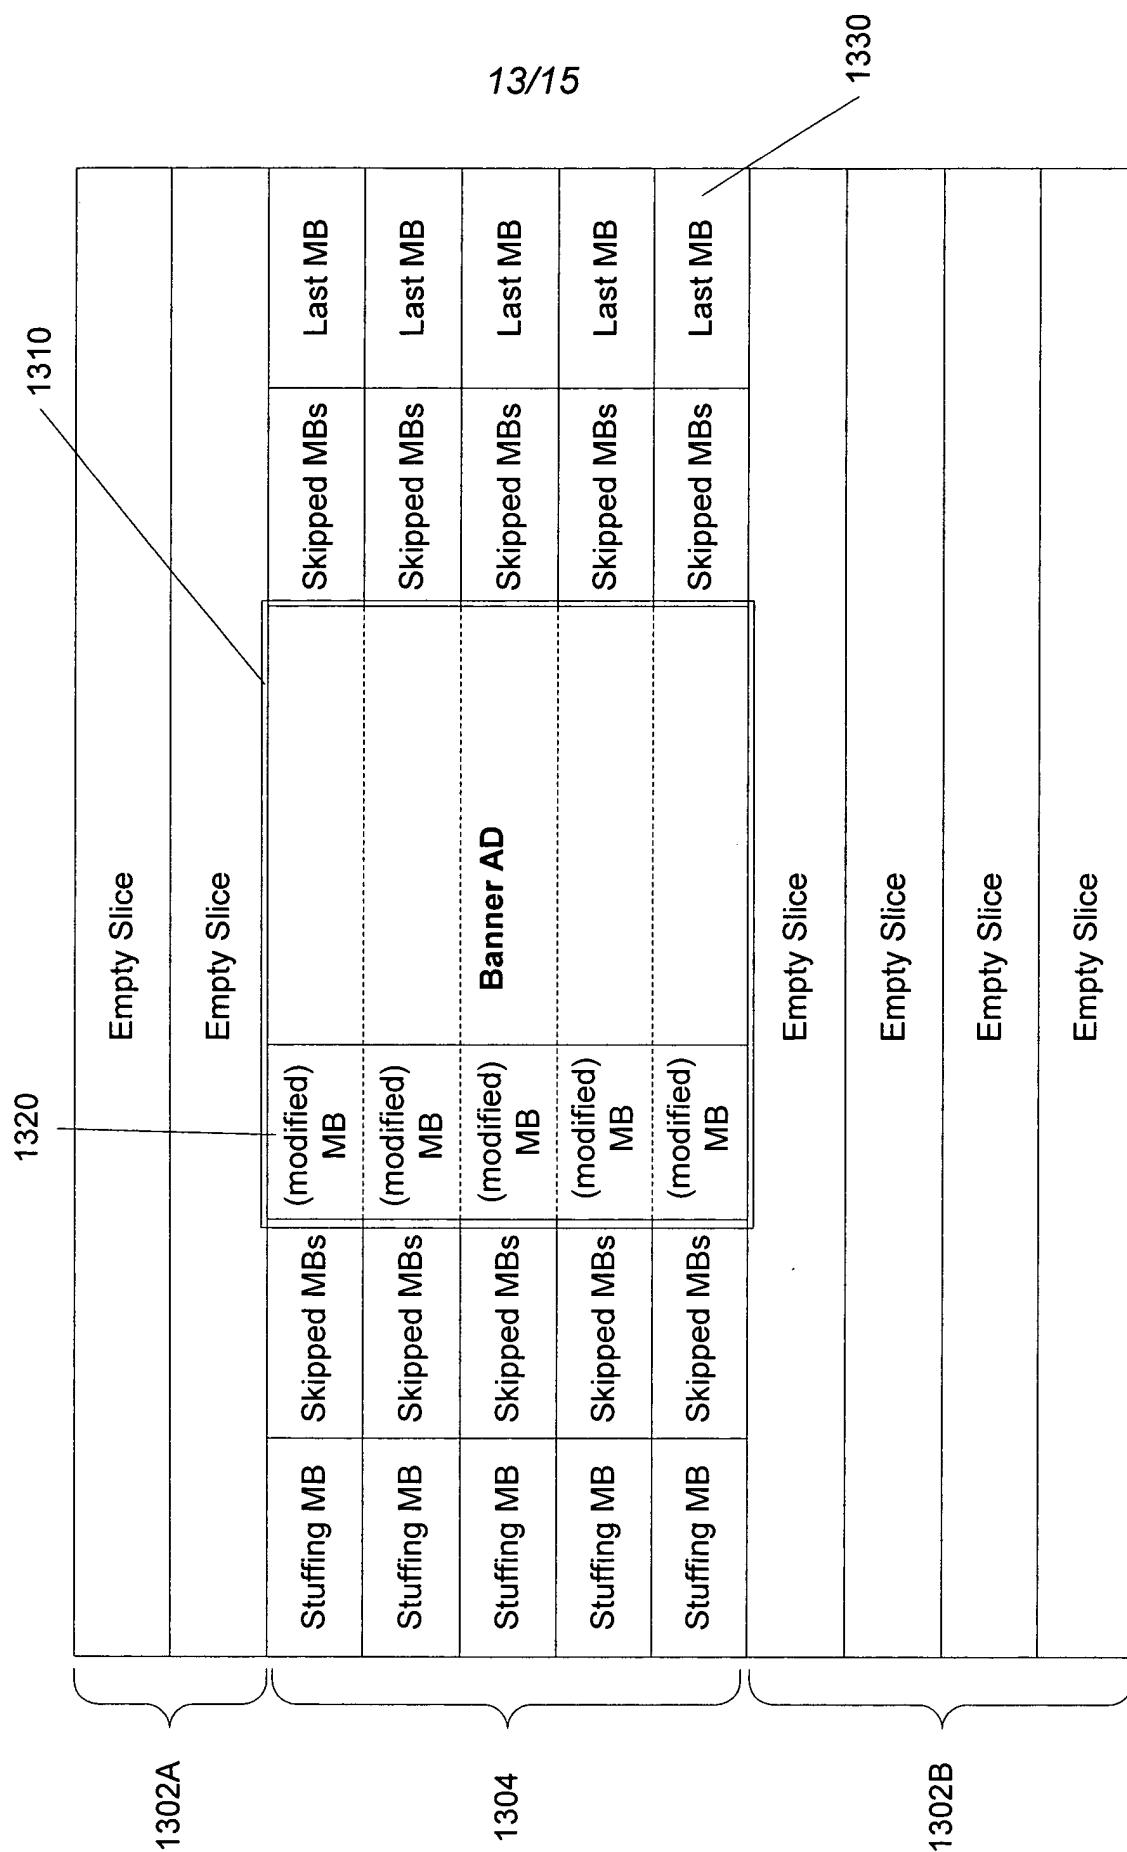 13/15
1310
1320
1330
1302A
Empty Slice
Empty Slice
1304
Stuffing MB Skipped MBs (modified) MB Skipped MBs Last MB
Stuffing MB Skipped MBs (modified) MB Skipped MBs Last MB
Stuffing MB Skipped MBs (modified) MB Banner AD Skipped MBs Last MB
Stuffing MB Skipped MBs (modified) MB Skipped MBs Last MB
Stuffing MB Skipped MBs (modified) MB Skipped MBs Last MB
1302B
Empty Slice
Empty Slice
Empty Slice
Empty Slice